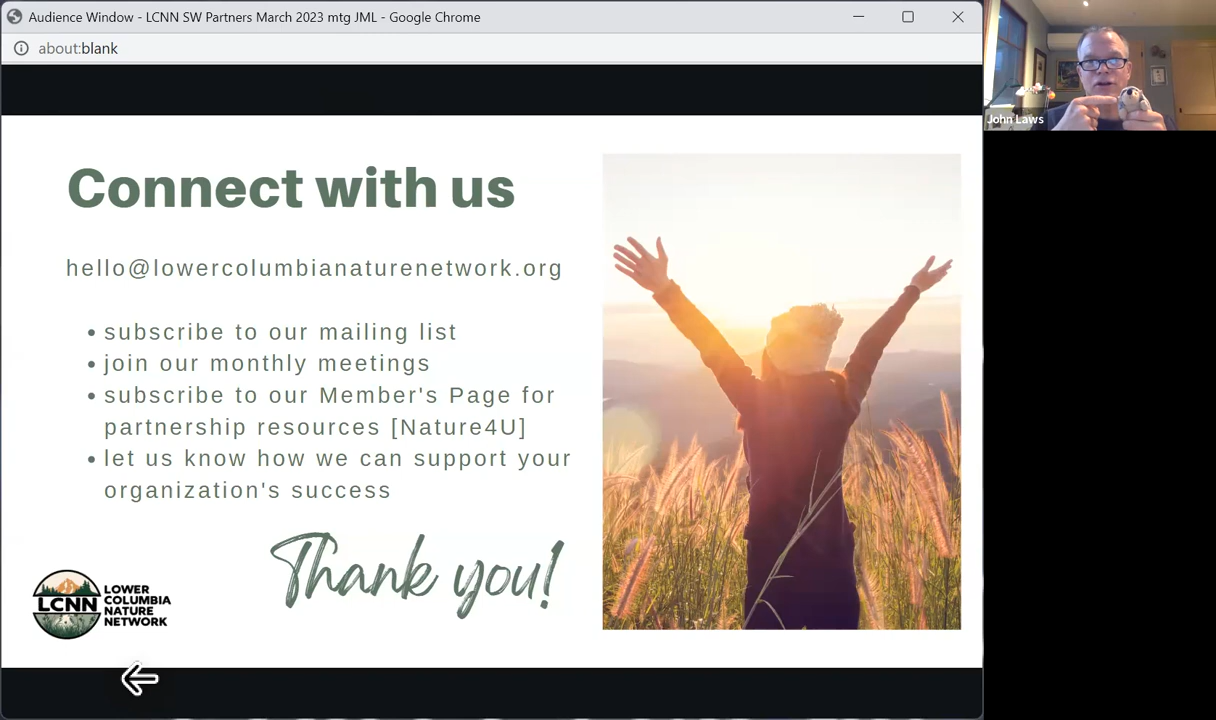 Audience Window - LCNN SW Partners March 2023 mtg JML - Google Chrome
about:blank
John Laws
Connect with us
hello@lowercolumbianaturenetwork.org
• subscribe to our mailing list
• join our monthly meetings
• subscribe to our Member's Page for
partnership resources [Nature4U]
• let us know how we can support your
organization's success
Thank you!
LCNN
LOWER
COLUMBIA
NATURE
NETWORK